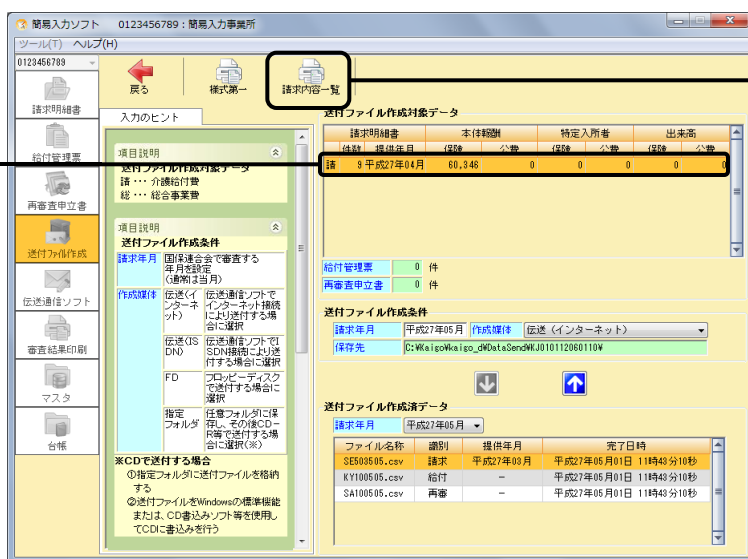 簡易入力ソフト 0123456789:簡易入力事業所
ツール(T) ヘルプ(H)
0123456789
請求明細書
給付管理票
再審査申立書
送付ファイル作成
伝送通信ソフト
審査結果印刷
マスタ
台帳
戻る 様式第一 請求内容一覧
入力のヒント
項目説明
送付ファイル作成対象データ
請・・・介護給付費
総・・・総合事業費
項目説明
送付ファイル作成条件
請求年月 国保連合会で審査する
年月を設定
(通常は当月)
作成媒体 伝送(イ
ンターネ
ット) 伝送通信ソフトで
インターネット接続
により送付する場
合に選択
伝送(IS
DN) 伝送通信ソフトでI
SDN接続により送
付する場合に選択
FD フロッピーディスク
で送付する場合に
選択
指定
フォルダ 任意フォルダに保
存し、その後CD-
R等で送付する場
合に選択(※)
※CDで送付する場合
①指定フォルダに送付ファイルを格納
する
②送付ファイルをWindowsの標準機能
または、CD書込みソフト等を使用し
てCDに書込みを行う
送付ファイル作成対象データ
請求明細書 本体報酬 特定入所者 出来高
件数 提供年月 保険 公費 保険 公費 保険 公費
請 9 平成27年04月 60,346 0 0 0 0 0
給付管理票 0 件
再審査申立書 0 件
送付ファイル作成条件
請求年月 平成27年05月 作成媒体 伝送(インターネット)
保存先 C:¥Kaigo¥kaigo_d¥DataSend¥KJ010112060110¥
送付ファイル作成済データ
請求年月 平成27年05月
ファイル名称 識別 提供年月 完了日時
SE503505.csv 請求 平成27年03月 平成27年05月01日 11時43分10秒
KY100505.csv 給付 - 平成27年05月01日 11時43分10秒
SA100505.csv 再審 - 平成27年05月01日 11時43分10秒